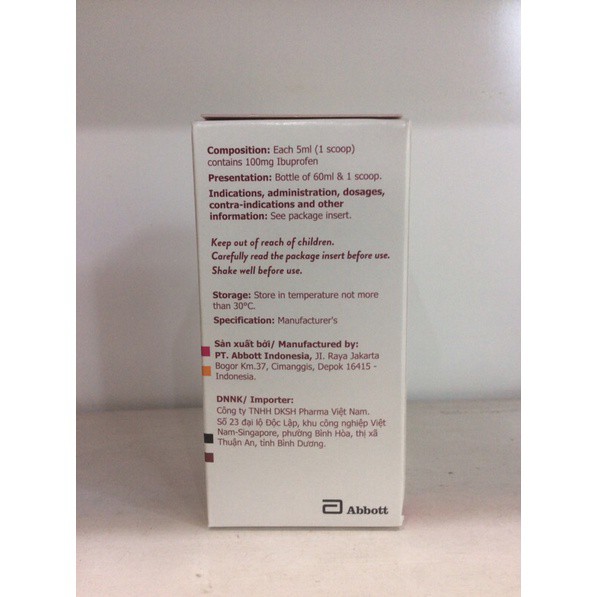 Composition: Each 5ml (1 scoop)
contains 100mg Ibuprofen
Presentation: Bottle of 60ml & 1 scoop.
Indications, administration, dosages,
contra-indications and other
information: See package insert.
Keep out of reach of children.
Carefully read the package insert before use.
Shake well before use.
Storage: Store in temperature not more
than 30°C.
Specification: Manufacturer's
Sản xuất bởi/ Manufactured by:
PT. Abbott Indonesia, JI. Raya Jakarta
Bogor Km.37, Cimanggis, Depok 16415 -
Indonesia.
DNNK/ Importer:
Công ty TNHH DKSH Pharma Việt Nam.
Số 23 đại lộ Độc Lập, khu công nghiệp Việt
Nam-Singapore, phường Bình Hòa, thị xã
Thuận An, tỉnh Bình Dương.
Abbott